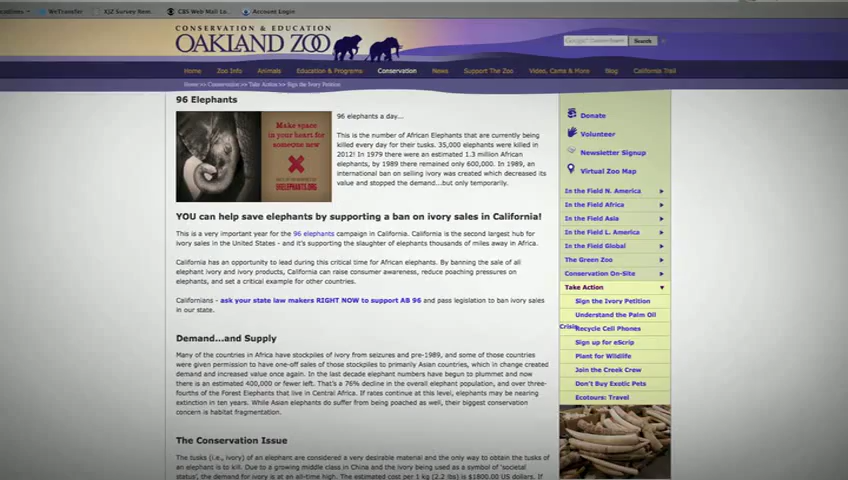 WeTransfer
XJZ Survey Item
CBS Web Wall Lo...
Account Login
CONSERVATION & EDUCATION
OAKLAND ZOO
Search
Home Zoo Info Animals Education & Programs Conservation News Support The Zoo Video, Cams & More Blog California Trail
Home >> Conservation >> Take Action >> Sign the Ivory Petition
96 Elephants
Make space
in your heart for
someone new
96ELEPHANTS.ORG
96 elephants a day...
This is the number of African Elephants that are currently being
killed every day for their tusks. 35,000 elephants were killed in
2012! In 1979 there were an estimated 1.3 million African
elephants, by 1989 there remained only 600,000. In 1989, an
international ban on selling ivory was created which decreased its
value and stopped the demand...but only temporarily.
YOU can help save elephants by supporting a ban on ivory sales in California!
This is a very important year for the 96 elephants campaign in California. California is the second largest hub for
ivory sales in the United States - and it's supporting the slaughter of elephants thousands of miles away in Africa.
California has an opportunity to lead during this critical time for African elephants. By banning the sale of all
elephant ivory and ivory products, California can raise consumer awareness, reduce poaching pressures on
elephants, and set a critical example for other countries.
Californians - ask your state law makers RIGHT NOW to support AB 96 and pass legislation to ban ivory sales
in our state.
Demand...and Supply
Many of the countries in Africa have stockpiles of ivory from seizures and pre-1989, and some of those countries
were given permission to have one-off sales of those stockpiles to primarily Asian countries, which in change created
demand and increased value once again. In the last decade elephant numbers have begun to plummet and now
there is an estimated 400,000 or fewer left. That's a 76% decline in the overall elephant population, and over three-
fourths of the Forest Elephants that live in Central Africa. If rates continue at this level, elephants may be nearing
extinction in ten years. While Asian elephants do suffer from being poached as well, their biggest conservation
concern is habitat fragmentation.
The Conservation Issue
The tusks (i.e., ivory) of an elephant are considered a very desirable material and the only way to obtain the tusks of
an elephant is to kill. Due to a growing middle class in China and the ivory being used as a symbol of 'societal
status', the demand for ivory is at an all-time high. The estimated cost per 1 kg (2.2 lbs) is $1800.00 US dollars. If
Donate
Volunteer
Newsletter Signup
Virtual Zoo Map
In the Field N. America
In the Field Africa
In the Field Asia
In the Field L. America
In the Field Global
The Green Zoo
Conservation On-Site
Take Action
Sign the Ivory Petition
Understand the Palm Oil
Crisis
Recycle Cell Phones
Sign up for eScrip
Plant for Wildlife
Join the Creek Crew
Don't Buy Exotic Pets
Ecotours: Travel